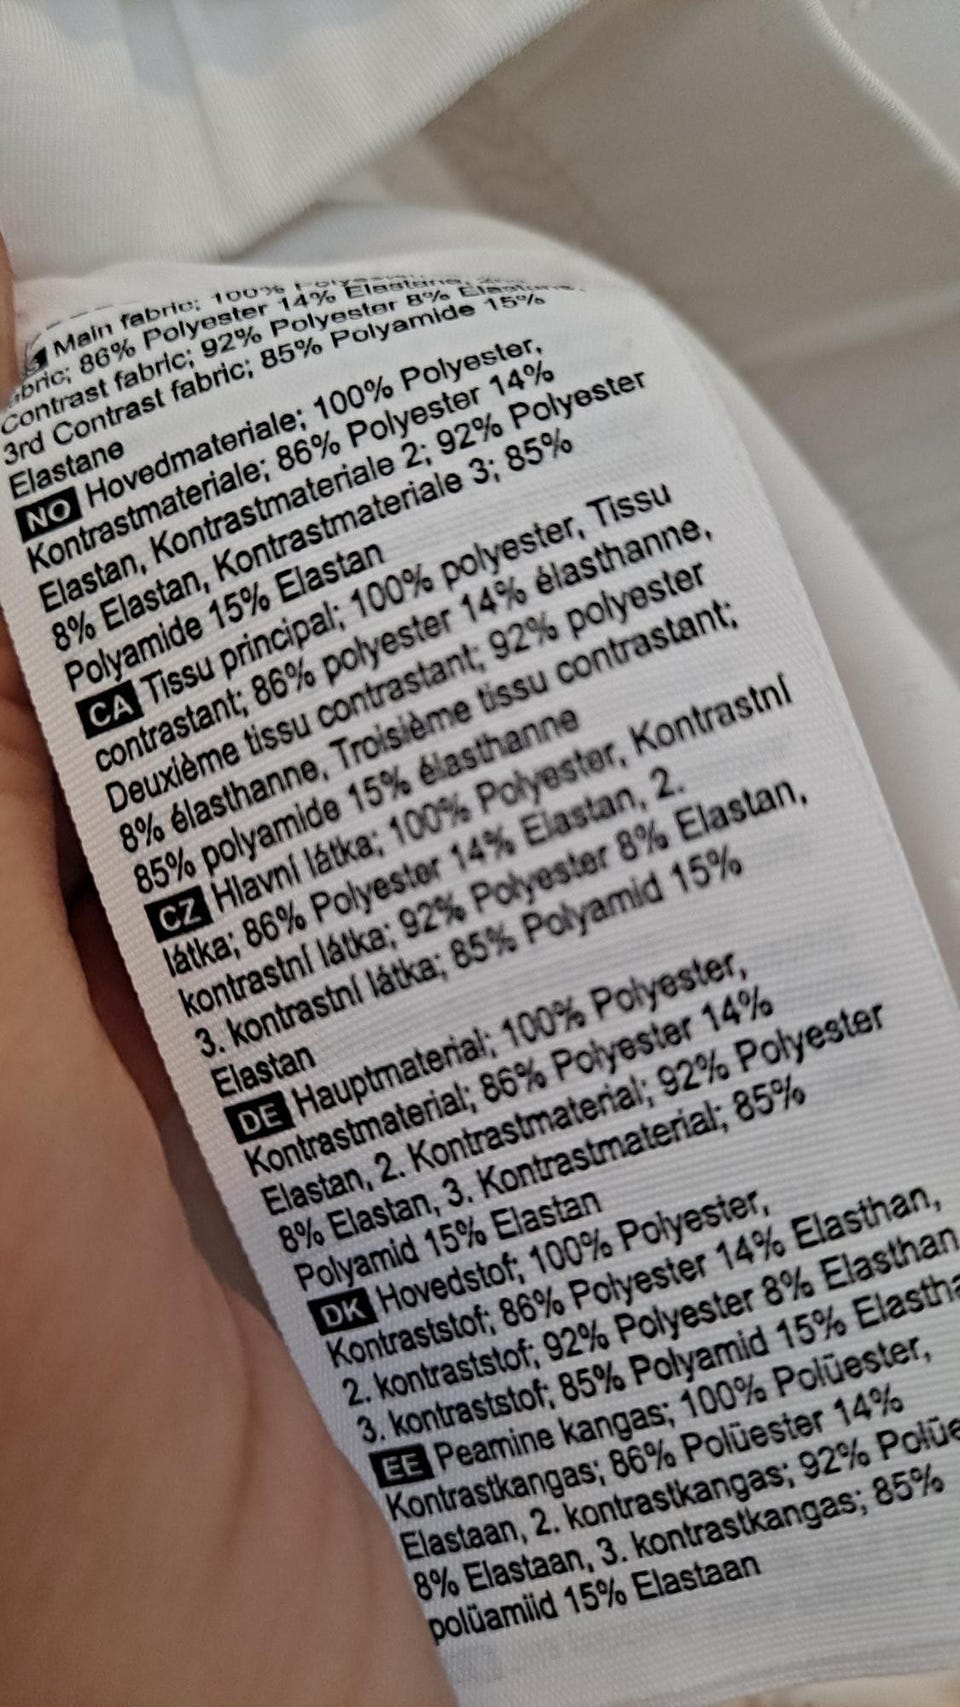 Main fabric; 100% Polyester
86% Polyester 14% Elastane,
Contrast fabric; 92% Polyester 8% Elastane,
3rd Contrast fabric; 85% Polyamide 15%
Elastane
NO Hovedmateriale; 100% Polyester,
Kontrastmateriale; 86% Polyester 14%
Elastan, Kontrastmateriale 2; 92% Polyester
8% Elastan, Kontrastmateriale 3; 85%
Polyamide 15% Elastan
CA Tissu principal; 100% polyester, Tissu
contrastant; 86% polyester 14% élasthanne,
Deuxième tissu contrastant; 92% polyester
8% élasthanne, Troisième tissu contrastant;
85% polyamide 15% élasthanne
CZ Hlavní látka; 100% Polyester, Kontrastní
látka; 86% Polyester 14% Elastan, 2.
kontrastní látka; 92% Polyester 8% Elastan,
3. kontrastní látka; 85% Polyamid 15%
Elastan
DE Hauptmaterial; 100% Polyester,
Kontrastmaterial; 86% Polyester 14%
Elastan, 2. Kontrastmaterial; 92% Polyester
8% Elastan, 3. Kontrastmaterial; 85%
Polyamid 15% Elastan
DK Hovedstof; 100% Polyester,
Kontraststof; 86% Polyester 14% Elasthan,
2. kontraststof; 92% Polyester 8% Elasthan
3. kontraststof; 85% Polyamid 15% Elastha
EE Peamine kangas; 100% Polüester,
Kontrastkangas; 86% Polüester 14%
Elastaan, 2. kontrastkangas; 92% Polüe
8% Elastaan, 3. kontrastkangas; 85%
polüamiid 15% Elastaan